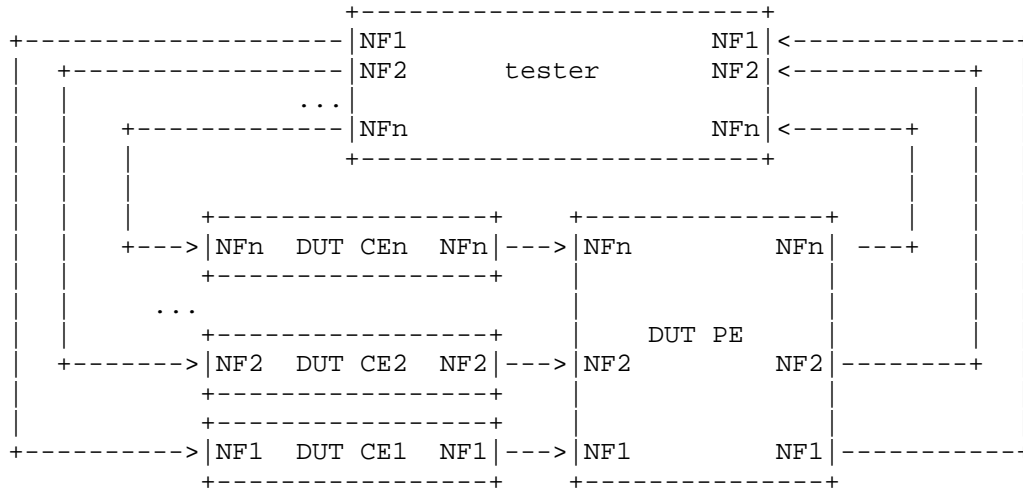 NF1 NF1
NF2 tester NF2
...
NFn NFn
NFn DUT CEn NFn NFn NFn
...
DUT PE
NF2 DUT CE2 NF2 NF2 NF2
NF1 DUT CE1 NF1 NF1 NF1